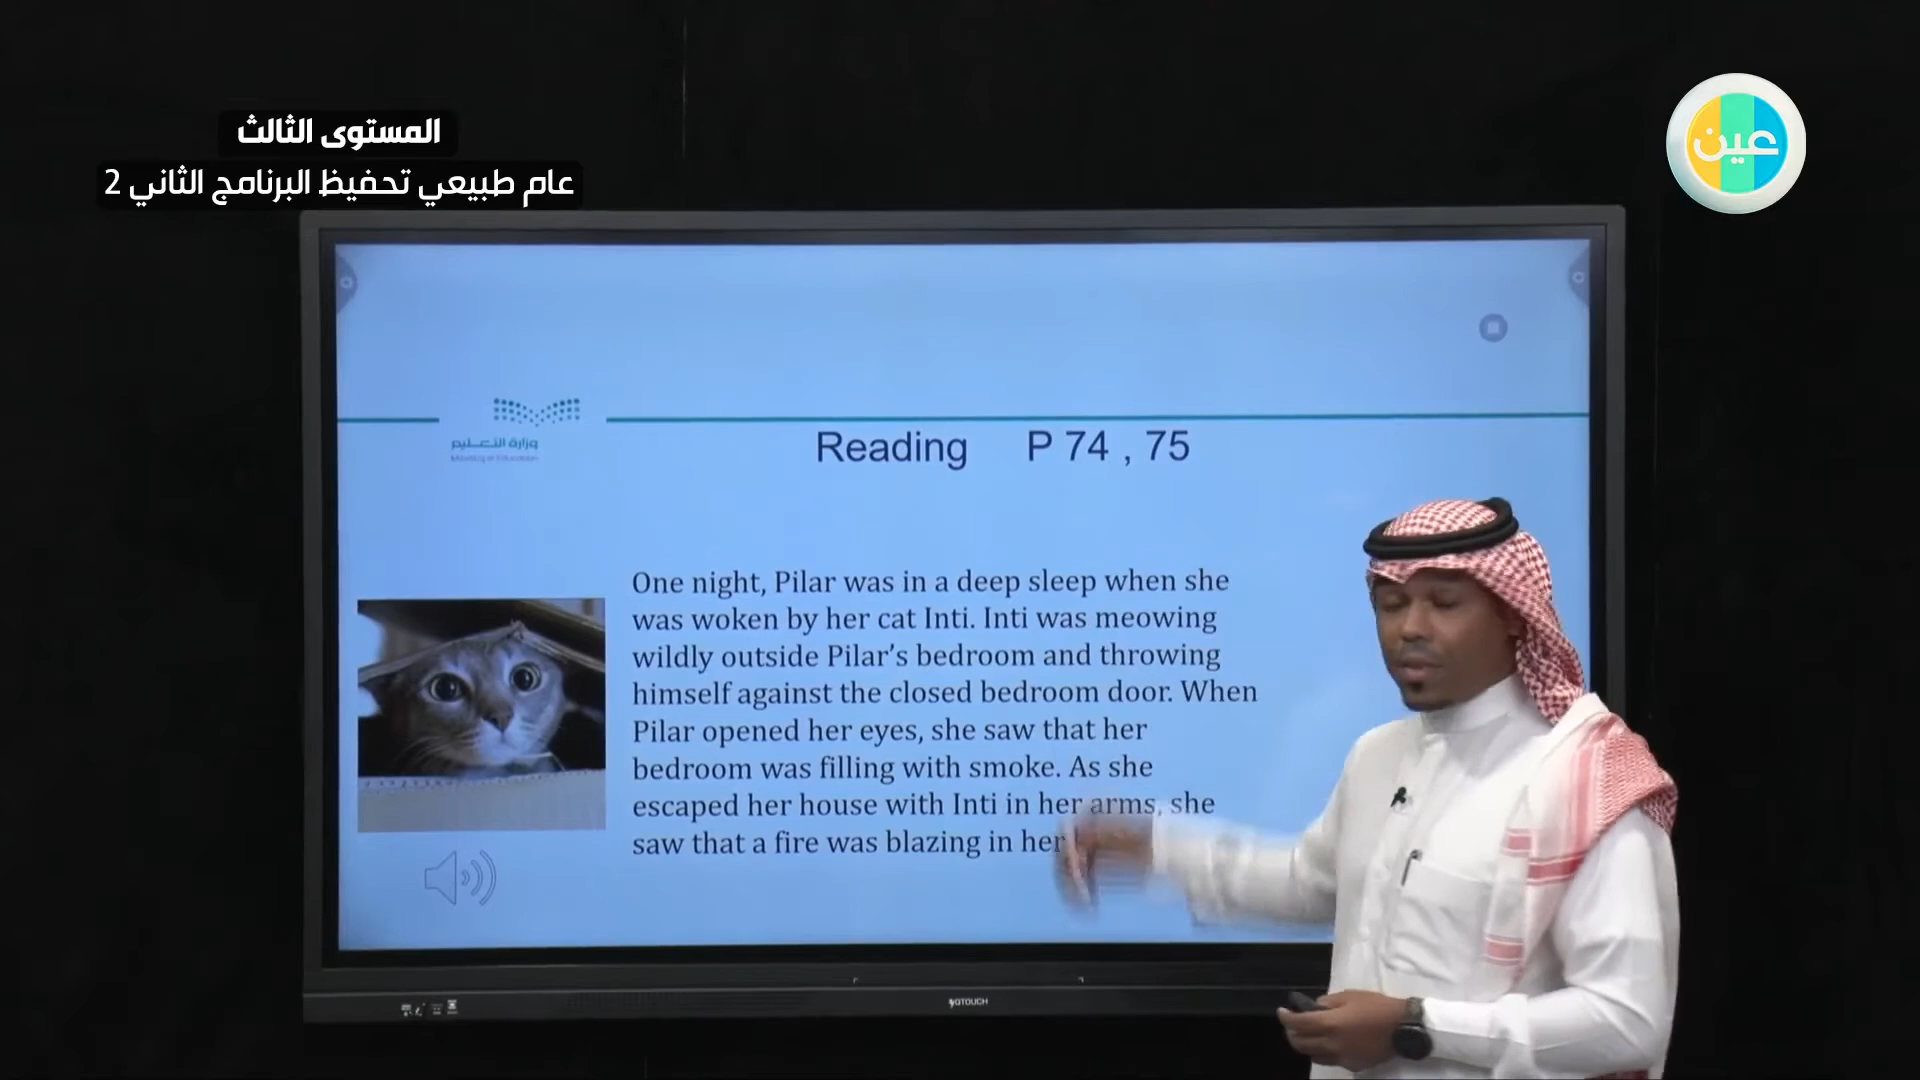 المستوى الثالث
عام طبيعي تحفيظ البرنامج الثاني 2
عين
وزارة التعليم
Ministry of Education
Reading P 74 , 75
One night, Pilar was in a deep sleep when she
was woken by her cat Inti. Inti was meowing
wildly outside Pilar’s bedroom and throwing
himself against the closed bedroom door. When
Pilar opened her eyes, she saw that her
bedroom was filling with smoke. As she
escaped her house with Inti in her arms, she
saw that a fire was blazing in her